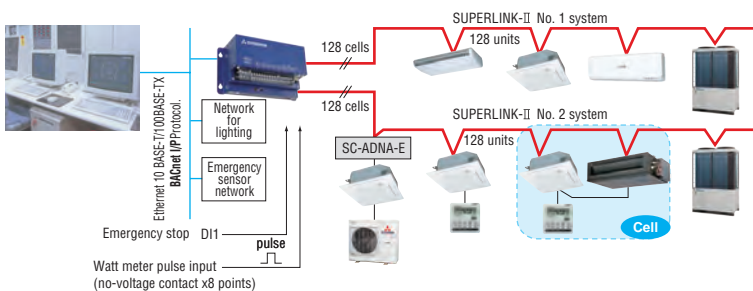 SUPERLINK-II No. 1 system
128 cells
128 units
128 cells
SUPERLINK-II No. 2 system
128 units
Ethernet 10 BASE-T/100BASE-TX
BACnet I/P Protocol.
Network
for
lighting
Emergency
sensor
network
SC-ADNA-E
Cell
Emergency stop DI1
pulse
Watt meter pulse input
(no-voltage contact x8 points)